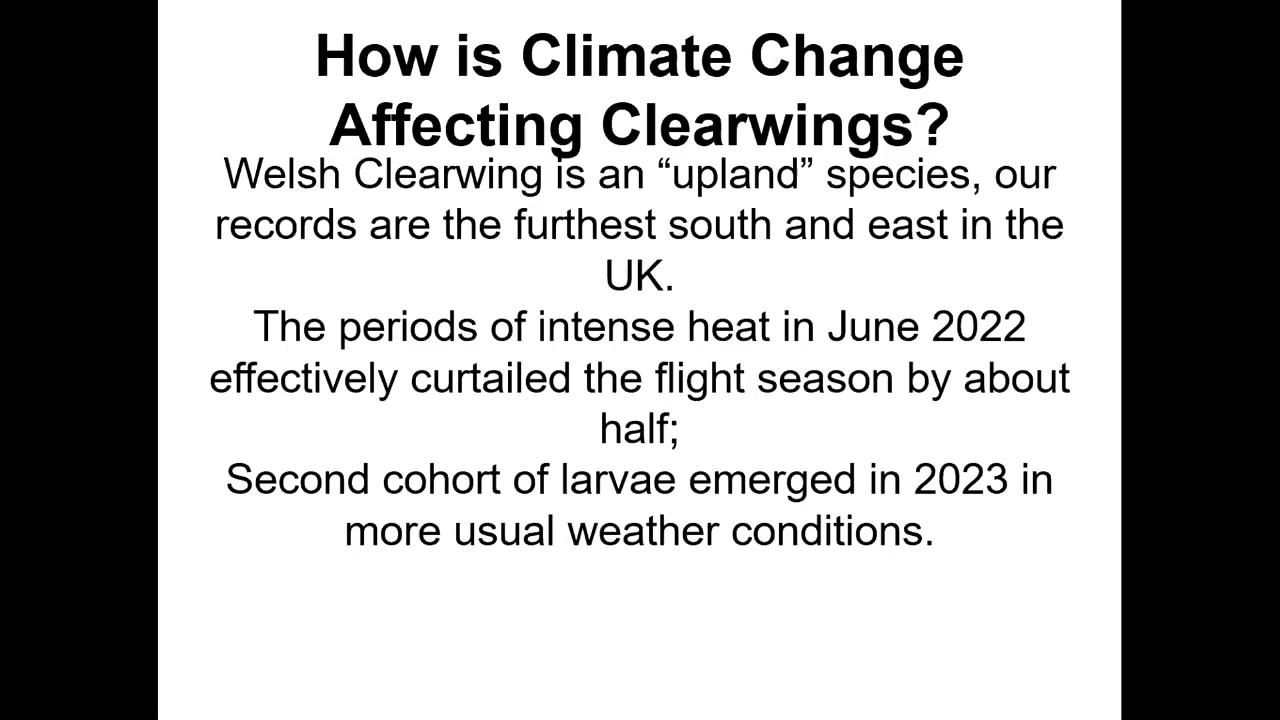 How is Climate Change
Affecting Clearwings?
Welsh Clearwing is an “upland” species, our
records are the furthest south and east in the
UK.
The periods of intense heat in June 2022
effectively curtailed the flight season by about
half;
Second cohort of larvae emerged in 2023 in
more usual weather conditions.